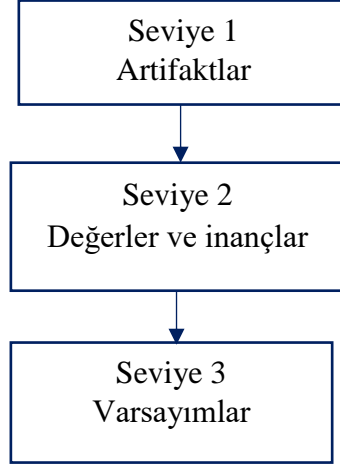 Seviye 1
Artifaktlar
Seviye 2
Değerler ve inançlar
Seviye 3
Varsayımlar